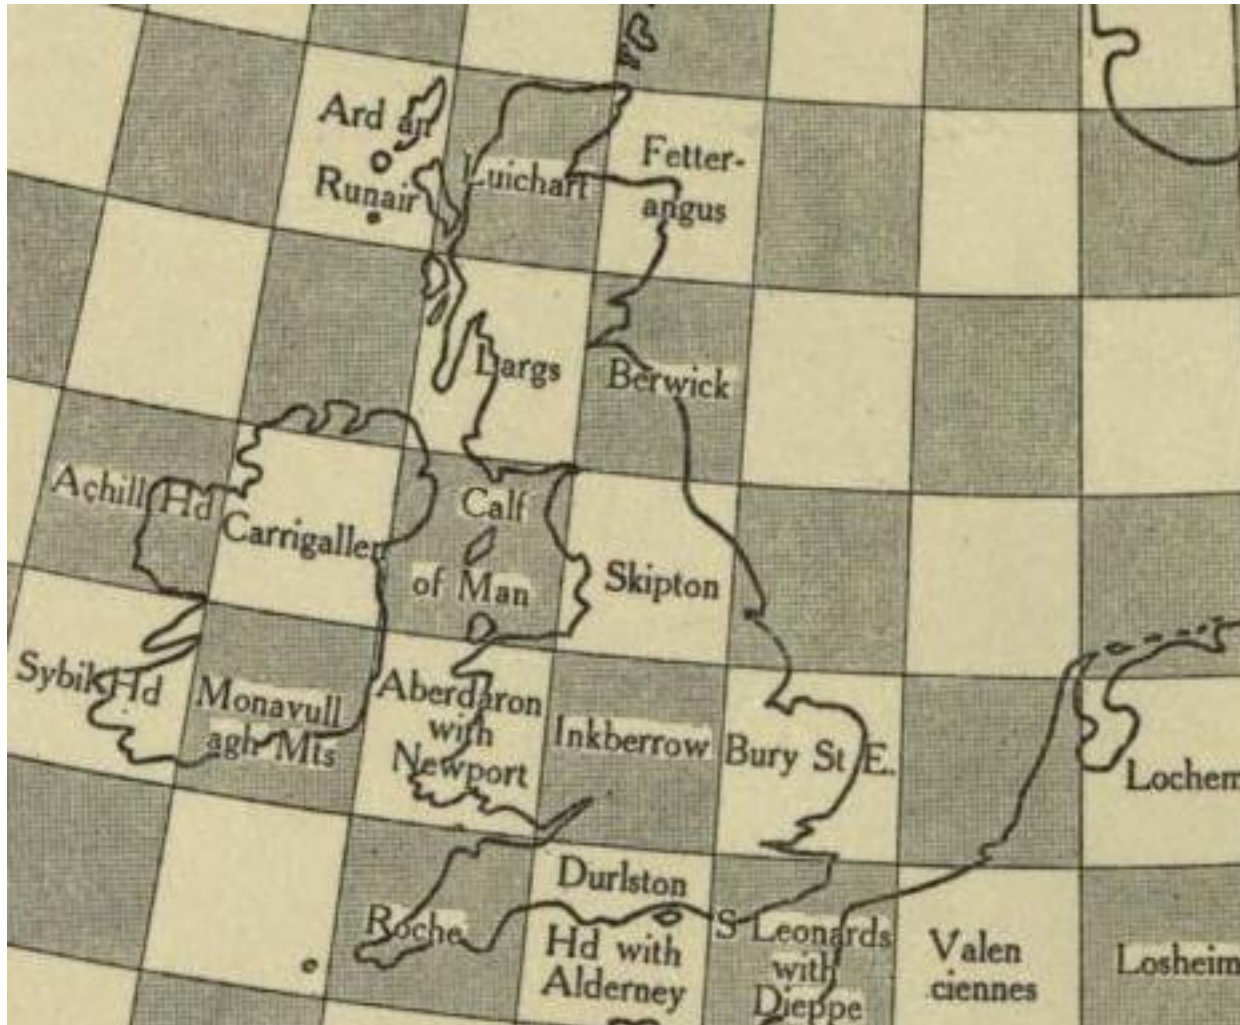 Ard an
Runair
Luichart
Fetter-
angus
Largs
Berwick
Achill Hd
Carrigallen
Calf
of Man
Skipton
Sybil Hd
Monavull
agh Mts
Aberdaron
with
Newport
Inkberrow
Bury St E.
Lochem
Durlston
Hd with
Alderney
Roche
S Leonards
with
Dieppe
Valen
ciennes
Losheim